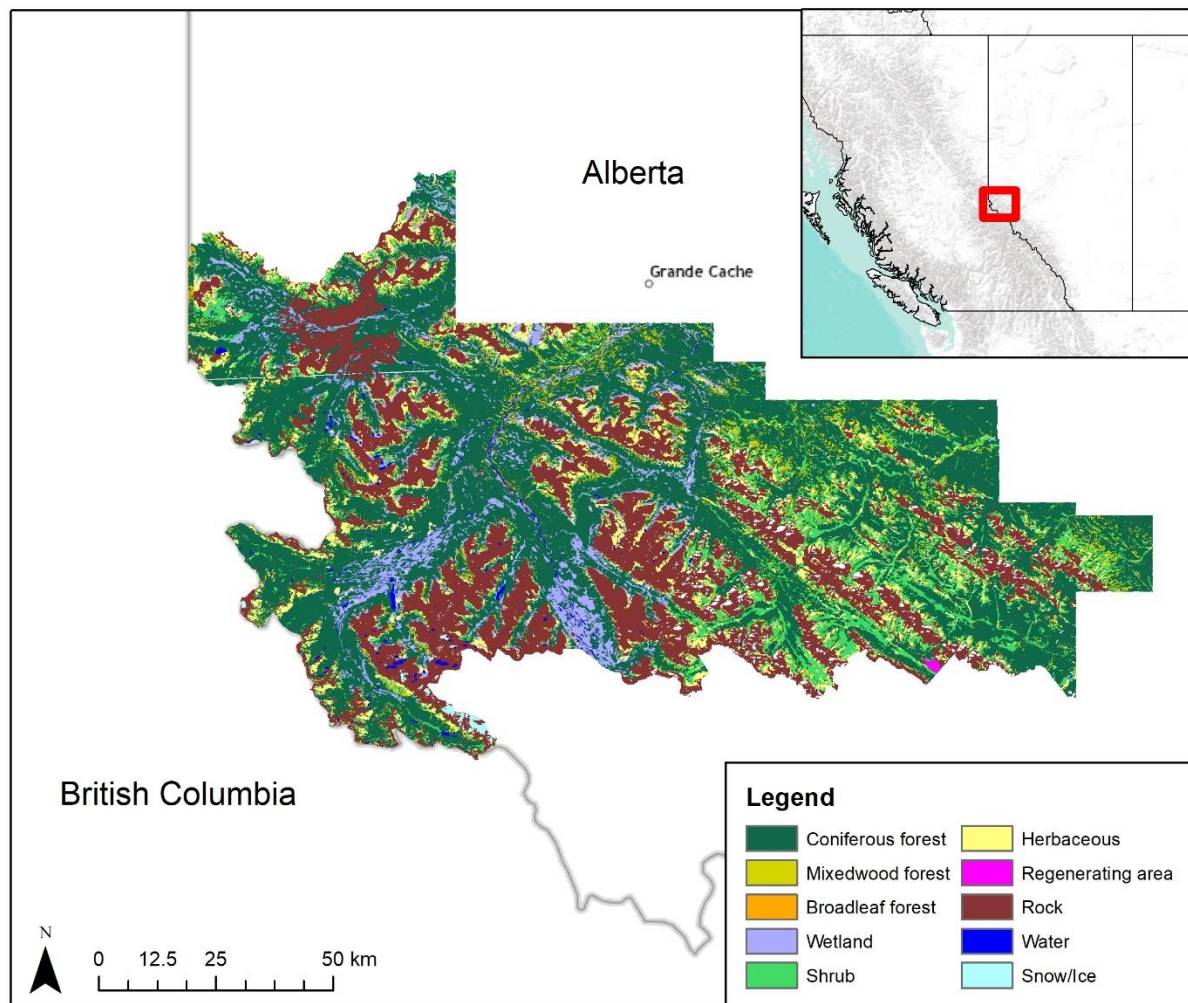 Alberta
Grande Cache
British Columbia
Legend
Coniferous forest
Mixedwood forest
Broadleaf forest
Wetland
Shrub
Herbaceous
Regenerating area
Rock
Water
Snow/Ice
N
0 12.5 25 50 km